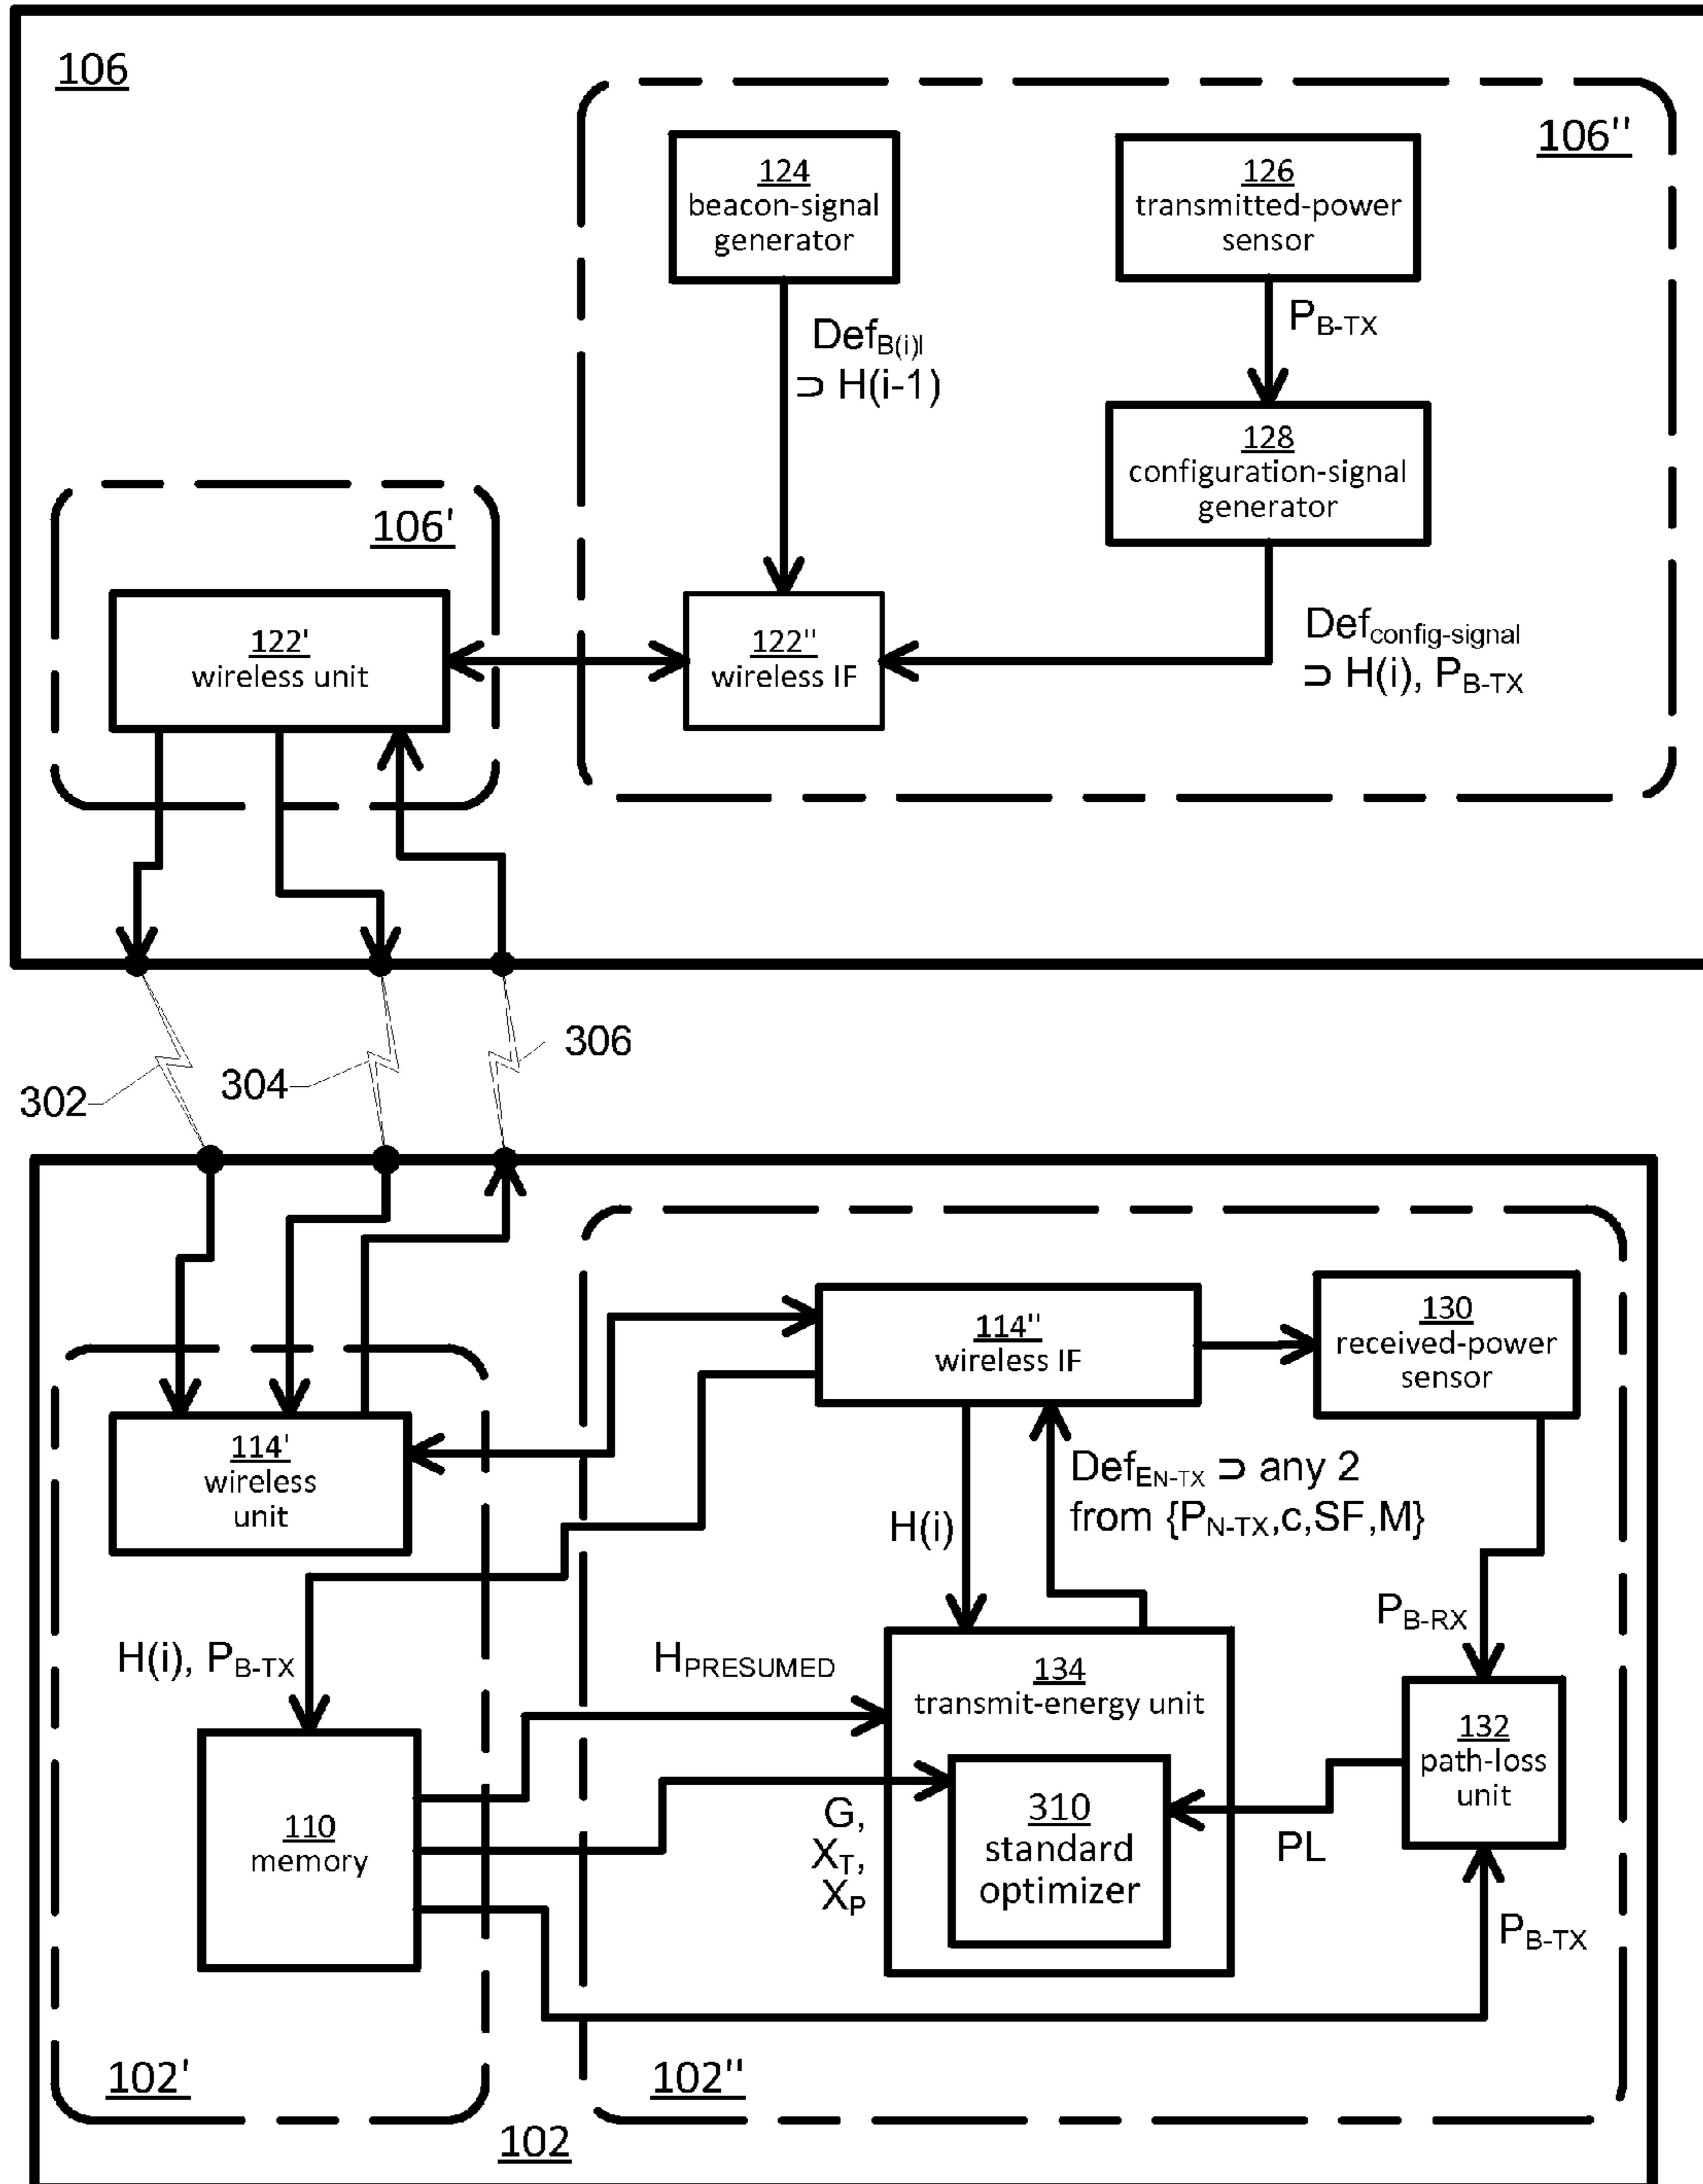 106
106''
124
beacon-signal
generator
126
transmitted-power
sensor
P_B-TX
Def_B(i)|
⊃ H(i-1)
128
configuration-signal
generator
106'
122'
wireless unit
122''
wireless IF
Def_config-signal
⊃ H(i), P_B-TX
302
304
306
114''
wireless IF
130
received-power
sensor
114'
wireless
unit
H(i)
Def_EN-TX ⊃ any 2
from {P_N-TX,c,SF,M}
P_B-RX
H(i), P_B-TX
H_PRESUMED
134
transmit-energy unit
132
path-loss
unit
110
memory
G,
X_T,
X_P
310
standard
optimizer
PL
P_B-TX
102'
102''
102